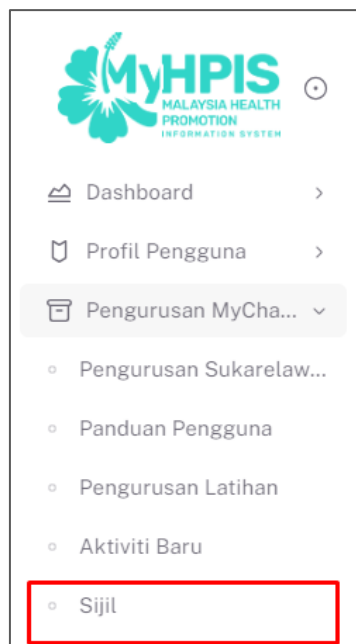 MyHPIS
MALAYSIA HEALTH
PROMOTION
INFORMATION SYSTEM
Dashboard
Profil Pengguna
Pengurusan MyCha...
Pengurusan Sukarelaw...
Panduan Pengguna
Pengurusan Latihan
Aktiviti Baru
Sijil